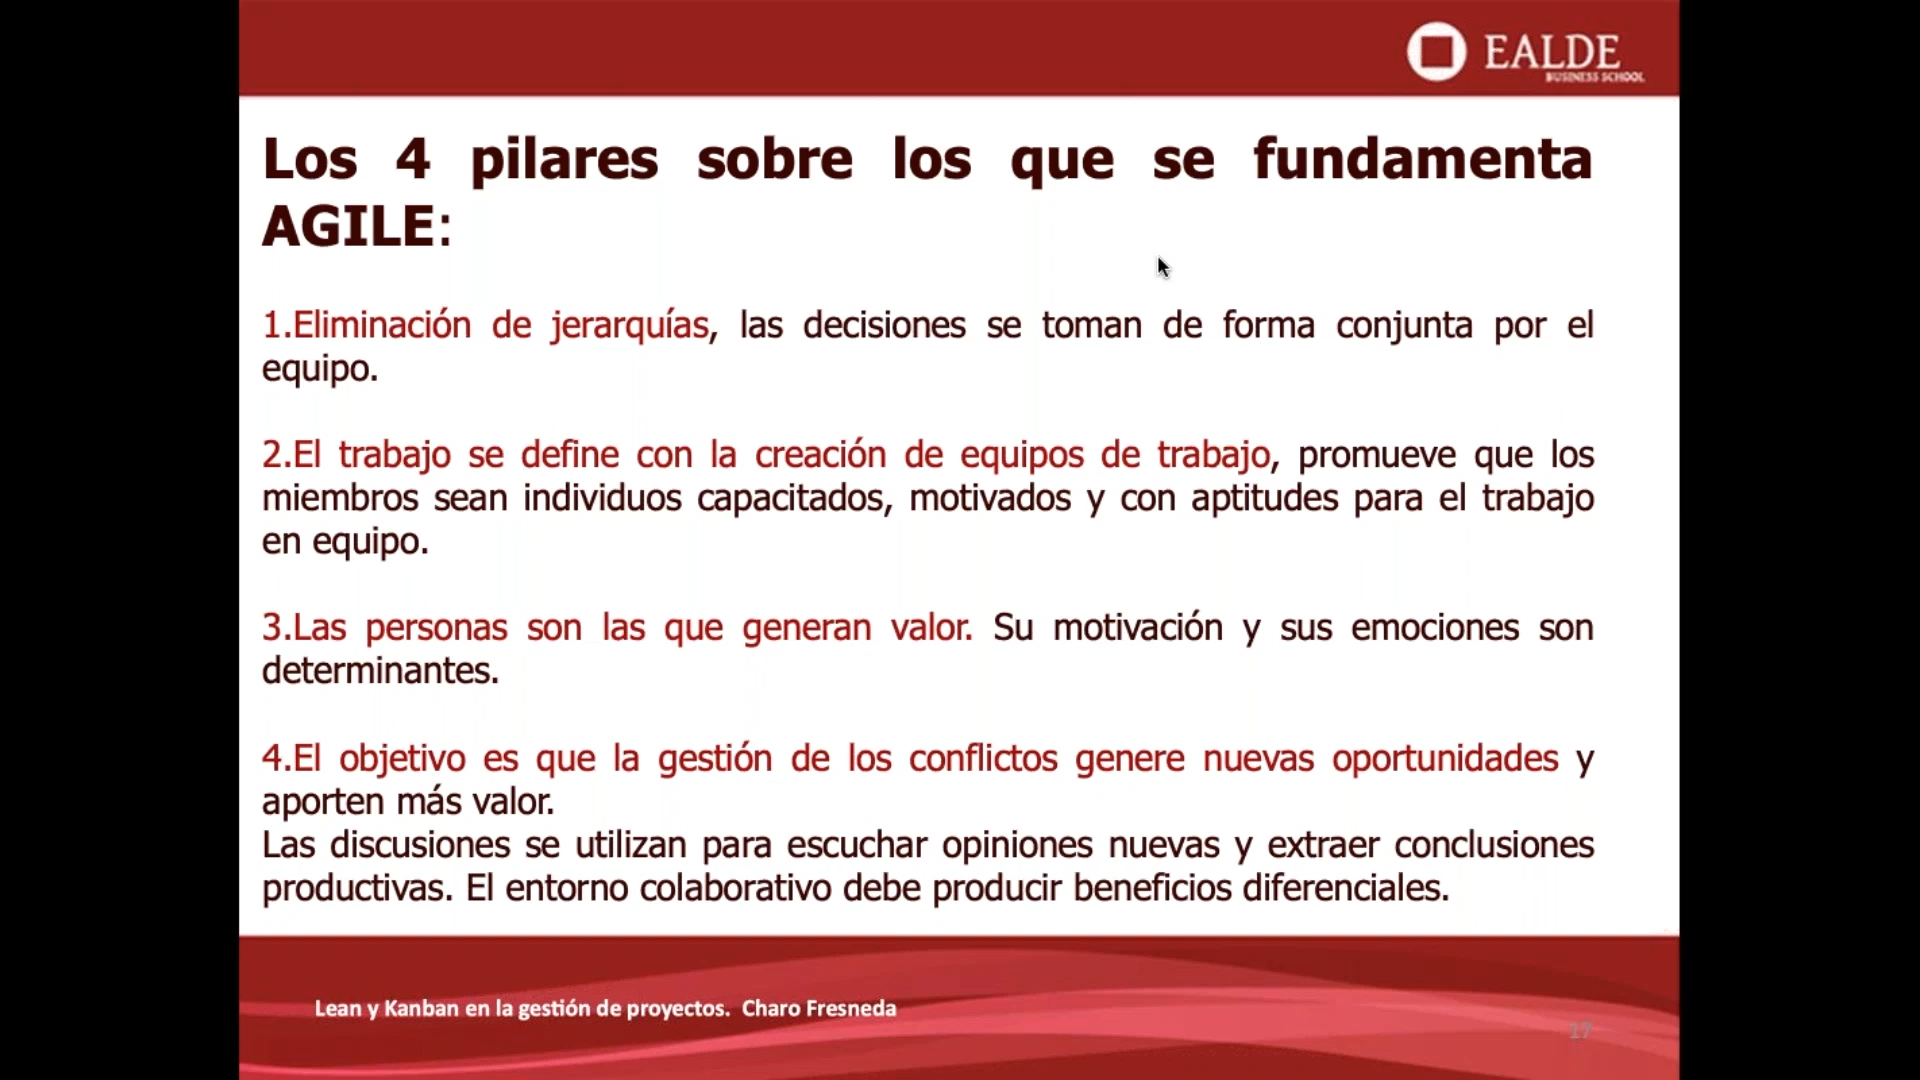 EALDE
BUSINESS SCHOOL
Los 4 pilares sobre los que se fundamenta
AGILE:
1.Eliminación de jerarquías, las decisiones se toman de forma conjunta por el
equipo.
2.El trabajo se define con la creación de equipos de trabajo, promueve que los
miembros sean individuos capacitados, motivados y con aptitudes para el trabajo
en equipo.
3.Las personas son las que generan valor. Su motivación y sus emociones son
determinantes.
4.El objetivo es que la gestión de los conflictos genere nuevas oportunidades y
aporten más valor.
Las discusiones se utilizan para escuchar opiniones nuevas y extraer conclusiones
productivas. El entorno colaborativo debe producir beneficios diferenciales.
Lean y Kanban en la gestión de proyectos. Charo Fresneda
17